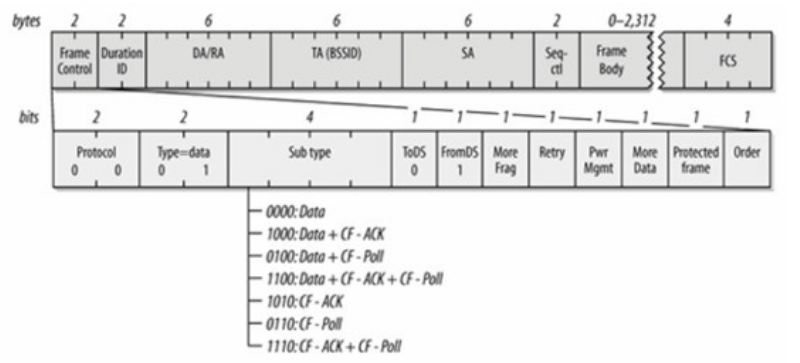 bytes 2 2 6 6 6 2 0–2,312 4
Frame Control Duration ID DA/RA TA (BSSID) SA Seq-ctl Frame Body FCS
bits 2 2 4 1 1 1 1 1 1 1 1
Protocol Type=data Sub type ToDS FromDS More Frag Retry Pwr Mgmt More Data Protected frame Order
0 0 0 1 0 1
0000: Data
1000: Data + CF - ACK
0100: Data + CF - Poll
1100: Data + CF - ACK + CF - Poll
1010: CF - ACK
0110: CF - Poll
1110: CF - ACK + CF - Poll